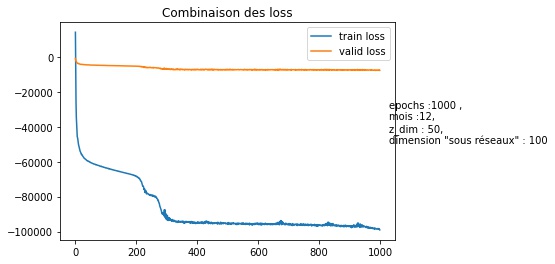 Combinaison des loss
train loss
valid loss
0
−20000
−40000
−60000
−80000
−100000
0
200
400
600
800
1000
epochs :1000 ,
mois :12,
z_dim : 50,
dimension "sous réseaux" : 100